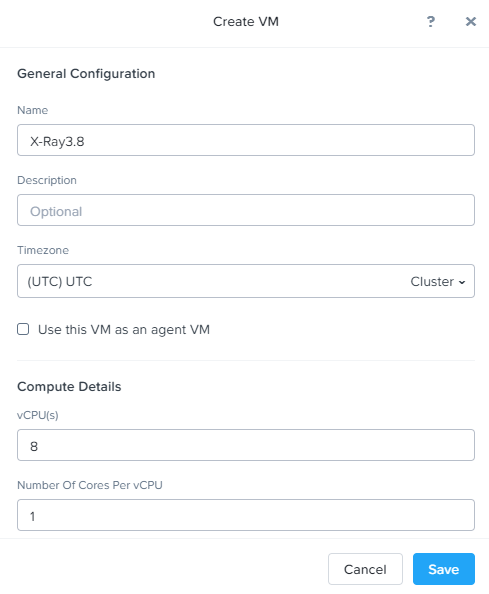 Create VM ? ×
General Configuration
Name
X-Ray3.8
Description
Optional
Timezone
(UTC) UTC Cluster
Use this VM as an agent VM
Compute Details
vCPU(s)
8
Number Of Cores Per vCPU
1
Cancel Save